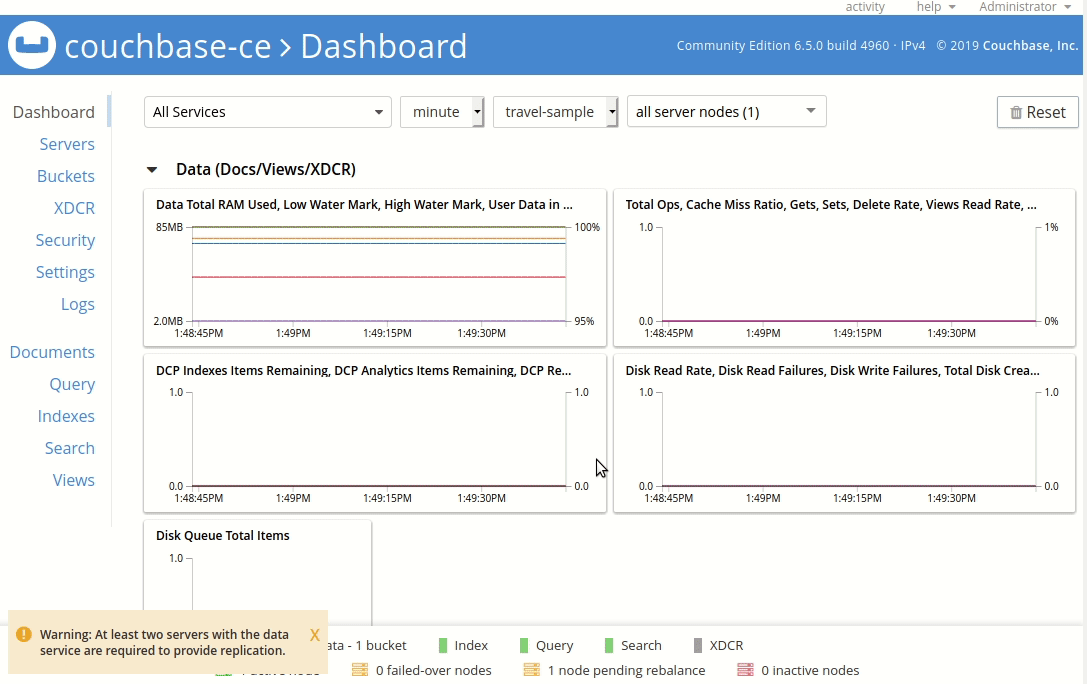 activity help Administrator
couchbase-ce > Dashboard
Community Edition 6.5.0 build 4960 · IPv4 © 2019 Couchbase, Inc.
Dashboard
Servers
Buckets
XDCR
Security
Settings
Logs
Documents
Query
Indexes
Search
Views
All Services minute travel-sample all server nodes (1) Reset
Data (Docs/Views/XDCR)
Data Total RAM Used, Low Water Mark, High Water Mark, User Data in ...
85MB 100%
2.0MB 95%
1:48:45PM 1:49PM 1:49:15PM 1:49:30PM
Total Ops, Cache Miss Ratio, Gets, Sets, Delete Rate, Views Read Rate, ...
1.0 1%
0.0 0%
1:48:45PM 1:49PM 1:49:15PM 1:49:30PM
DCP Indexes Items Remaining, DCP Analytics Items Remaining, DCP Re...
1.0 1.0
0.0 0.0
1:48:45PM 1:49PM 1:49:15PM 1:49:30PM
Disk Read Rate, Disk Read Failures, Disk Write Failures, Total Disk Crea...
1.0 1.0
0.0 0.0
1:48:45PM 1:49PM 1:49:15PM 1:49:30PM
Disk Queue Total Items
1.0
Warning: At least two servers with the data X
service are required to provide replication.
ata - 1 bucket Index Query Search XDCR
0 failed-over nodes 1 node pending rebalance 0 inactive nodes